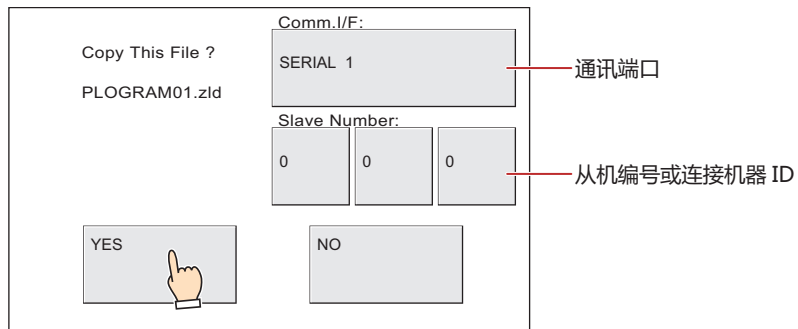 Comm.I/F:
Copy This File ?
SERIAL 1
通讯端口
PLOGRAM01.zld
Slave Number:
0 0 0
从机编号或连接机器 ID
YES NO